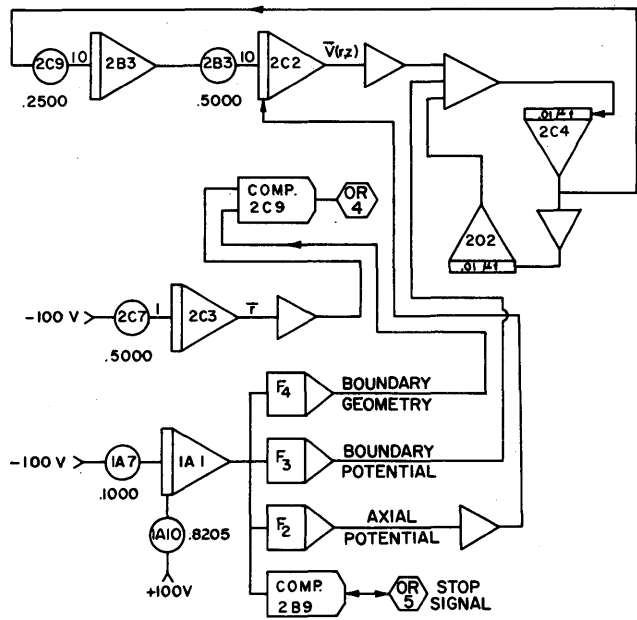 2C9
10
2B3
2B3
10
2C2
V̄(r,z)
.2500
.5000
.01 µf
2C4
COMP.
2C9
OR
4
2O2
.01 µf
-100 V
2C7
1
2C3
r̄
.5000
F4
BOUNDARY
GEOMETRY
-100 V
1A7
1A1
F3
BOUNDARY
POTENTIAL
.1000
1A10
.8205
F2
AXIAL
POTENTIAL
+100V
COMP.
2B9
OR
5
STOP
SIGNAL